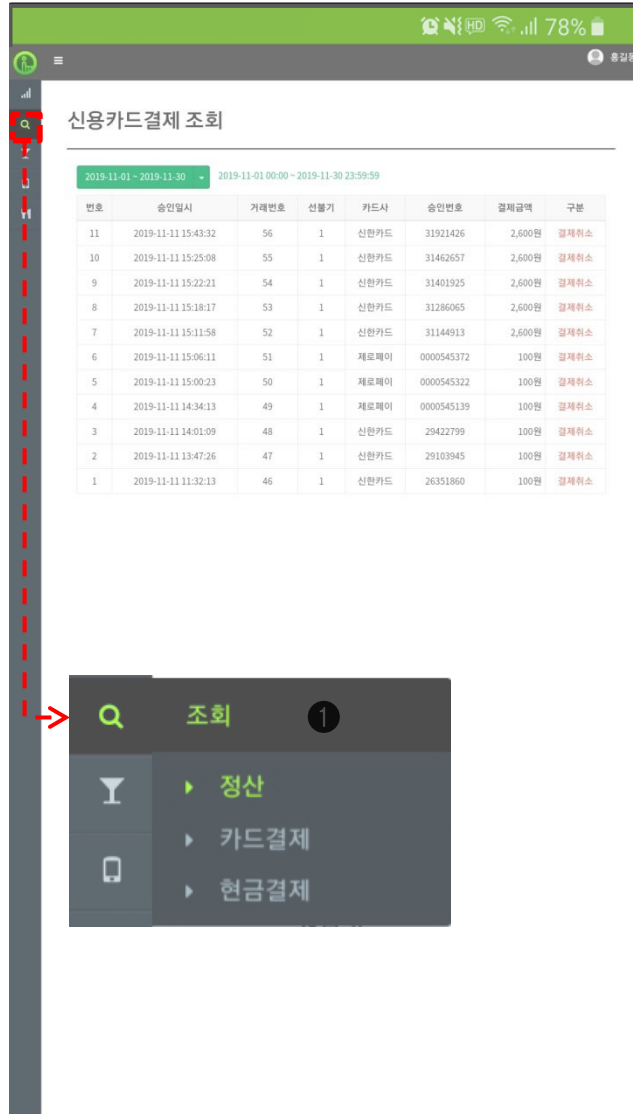 HD 78%
홍길동
신용카드결제 조회
2019-11-01 ~ 2019-11-30 2019-11-01 00:00 ~ 2019-11-30 23:59:59
번호 승인일시 거래번호 선불기 카드사 승인번호 결제금액 구분
11 2019-11-11 15:43:32 56 1 신한카드 31921426 2,600원 결제취소
10 2019-11-11 15:25:08 55 1 신한카드 31462657 2,600원 결제취소
9 2019-11-11 15:22:21 54 1 신한카드 31401925 2,600원 결제취소
8 2019-11-11 15:18:17 53 1 신한카드 31286065 2,600원 결제취소
7 2019-11-11 15:11:58 52 1 신한카드 31144913 2,600원 결제취소
6 2019-11-11 15:06:11 51 1 제로페이 0000545372 100원 결제취소
5 2019-11-11 15:00:23 50 1 제로페이 0000545322 100원 결제취소
4 2019-11-11 14:34:13 49 1 제로페이 0000545139 100원 결제취소
3 2019-11-11 14:01:09 48 1 신한카드 29422799 100원 결제취소
2 2019-11-11 13:47:26 47 1 신한카드 29103945 100원 결제취소
1 2019-11-11 11:32:13 46 1 신한카드 26351860 100원 결제취소
조회 1
정산
카드결제
현금결제